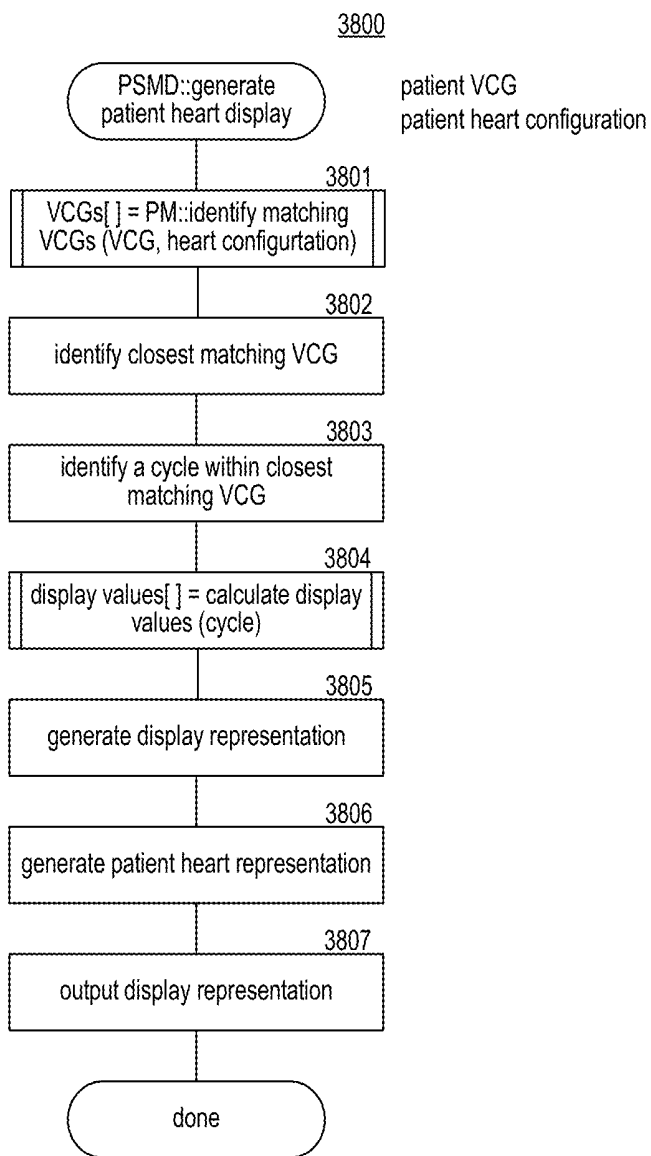 3800
PSMD::generate
patient heart display
patient VCG
patient heart configuration
3801
VCGs[ ] = PM::identify matching
VCGs (VCG, heart configurtation)
3802
identify closest matching VCG
3803
identify a cycle within closest
matching VCG
3804
display values[ ] = calculate display
values (cycle)
3805
generate display representation
3806
generate patient heart representation
3807
output display representation
done